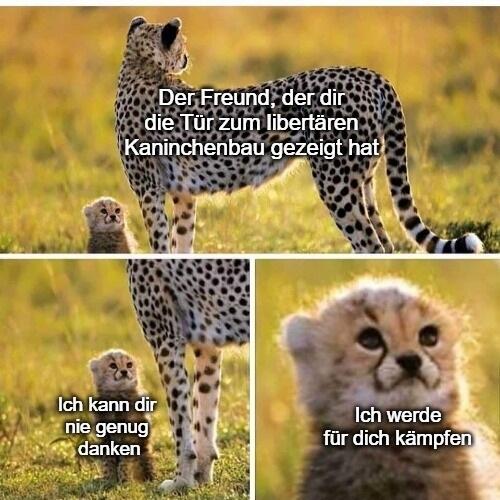 Der Freund, der dir
die Tür zum libertären
Kaninchenbau gezeigt hat
Ich kann dir
nie genug
danken
Ich werde
für dich kämpfen